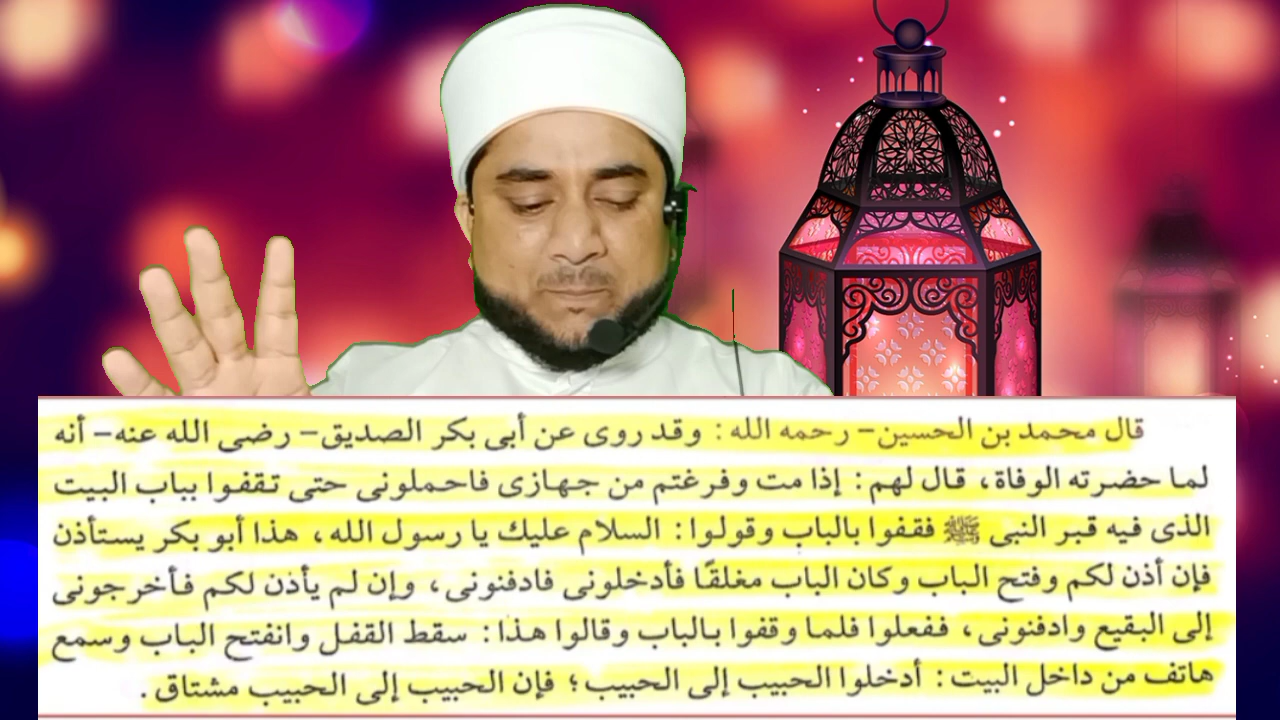 قال محمد بن الحسين– رحمه الله : وقد روى عن أبى بكر الصديق– رضى الله عنه– أنه
لما حضرته الوفاة، قال لهم: إذا مت وفرغتم من جهازى فاحملونى حتى تقفوا بباب البيت
الذى فيه قبر النبى ﷺ فقفوا بالباب وقولوا: السلام عليك يا رسول الله، هذا أبو بكر يستأذن
فإن أذن لكم وفتح الباب وكان الباب مغلقًا فأدخلونى فادفنونى، وإن لم يأذن لكم فأخرجونى
إلى البقيع وادفنونى، ففعلوا فلما وقفوا بالباب وقالوا هذا: سقط القفل وانفتح الباب وسمع
هاتف من داخل البيت: أدخلوا الحبيب إلى الحبيب؛ فإن الحبيب إلى الحبيب مشتاق.